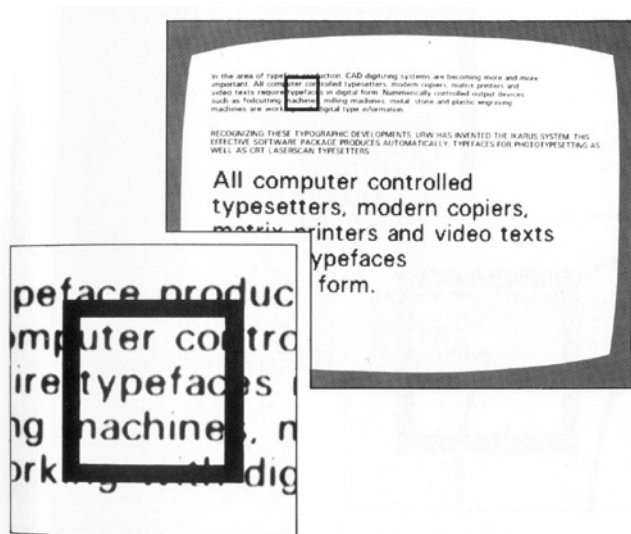 In the area of typeface production, CAD digitizing systems are becoming more and more
important. All computer controlled typesetters, modern copiers, matrix printers and
video texts require typefaces in digital form. Nummerically controlled output devices
such as foilcutting machines, milling machines, metal stone and plastic engraving
machines are working with digital type information.
RECOGNIZING THESE TYPOGRAPHIC DEVELOPMENTS, URW HAS INVENTED THE IKARUS SYSTEM. THIS
EFFECTIVE SOFTWARE PACKAGE PRODUCES AUTOMATICALLY, TYPEFACES FOR PHOTOTYPESETTING AS
WELL AS CRT LASERSCAN TYPESETTERS.
All computer controlled
typesetters, modern copiers,
matrix printers and video texts
ypefaces
form.
peface produc
omputer contro
ire typefaces
ng machines, n
orking with dig